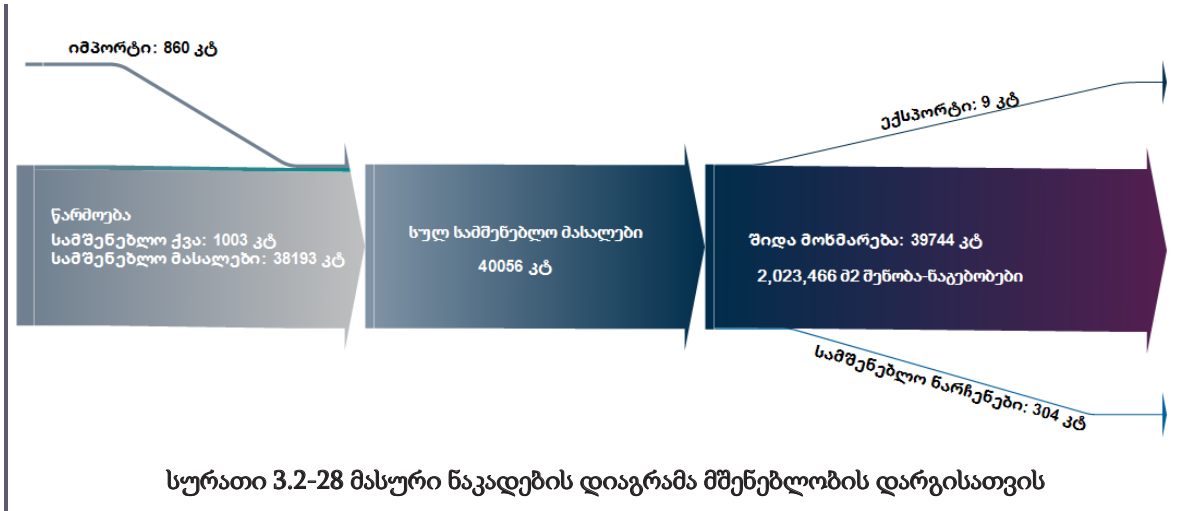 იმპორტი: 860 კტ
ექსპორტი: 9 კტ
წარმოება
სამშენებლო ქვა: 1003 კტ
სამშენებლო მასალები: 38193 კტ
სულ სამშენებლო მასალები
40056 კტ
შიდა მოხმარება: 39744 კტ
2,023,466 მ2 შენობა-ნაგებობები
სამშენებლო ნარჩენები: 304 კტ
სურათი 3.2-28 მასური ნაკადების დიაგრამა მშენებლობის დარგისათვის